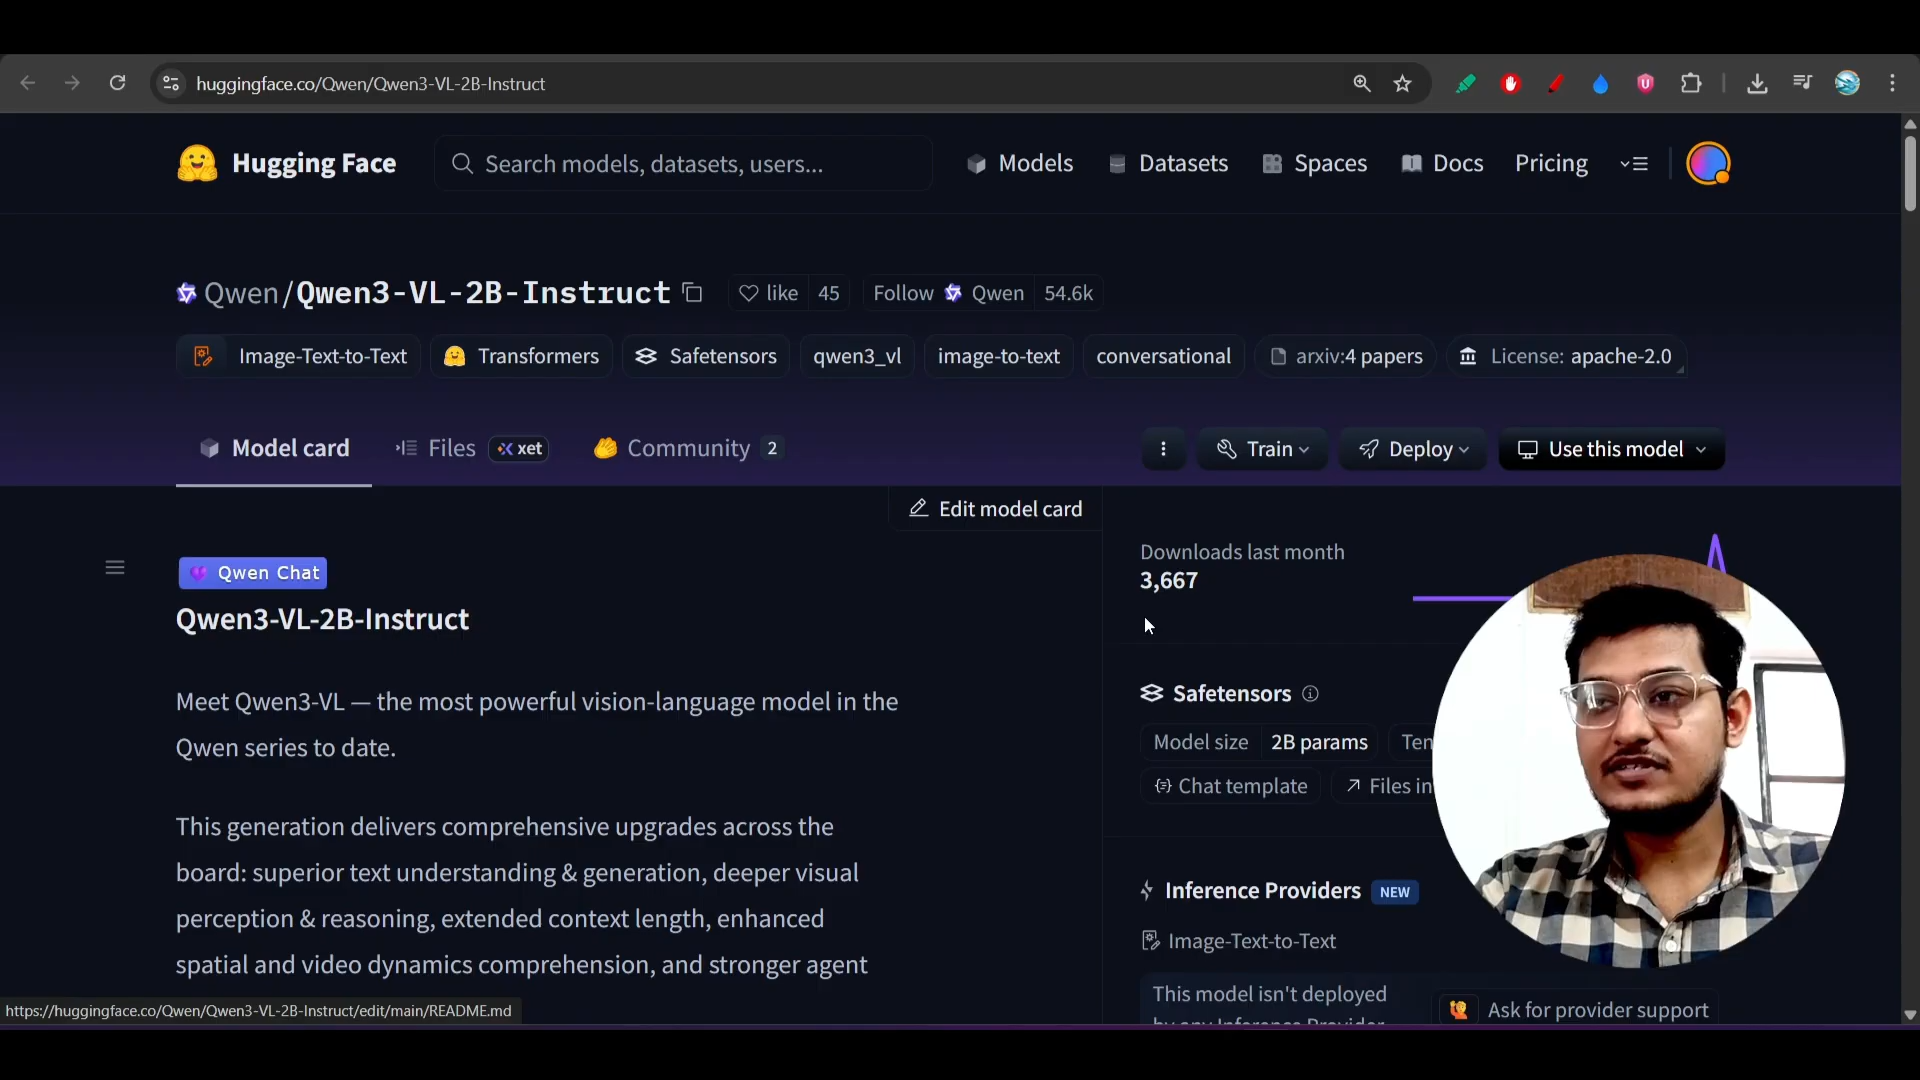 huggingface.co/Qwen/Qwen3-VL-2B-Instruct
Hugging Face
Search models, datasets, users...
Models
Datasets
Spaces
Docs
Pricing
Qwen/Qwen3-VL-2B-Instruct
like 45
Follow Qwen 54.6k
Image-Text-to-Text
Transformers
Safetensors
qwen3_vl
image-to-text
conversational
arxiv:4 papers
License: apache-2.0
Model card
Files xet
Community 2
Train
Deploy
Use this model
Edit model card
Qwen Chat
Qwen3-VL-2B-Instruct
Meet Qwen3-VL — the most powerful vision-language model in the
Qwen series to date.
This generation delivers comprehensive upgrades across the
board: superior text understanding & generation, deeper visual
perception & reasoning, extended context length, enhanced
spatial and video dynamics comprehension, and stronger agent
Downloads last month
3,667
Safetensors
Model size 2B params
Chat template
Files in
Inference Providers NEW
Image-Text-to-Text
This model isn't deployed
by any Inference Provider.
Ask for provider support
https://huggingface.co/Qwen/Qwen3-VL-2B-Instruct/edit/main/README.md